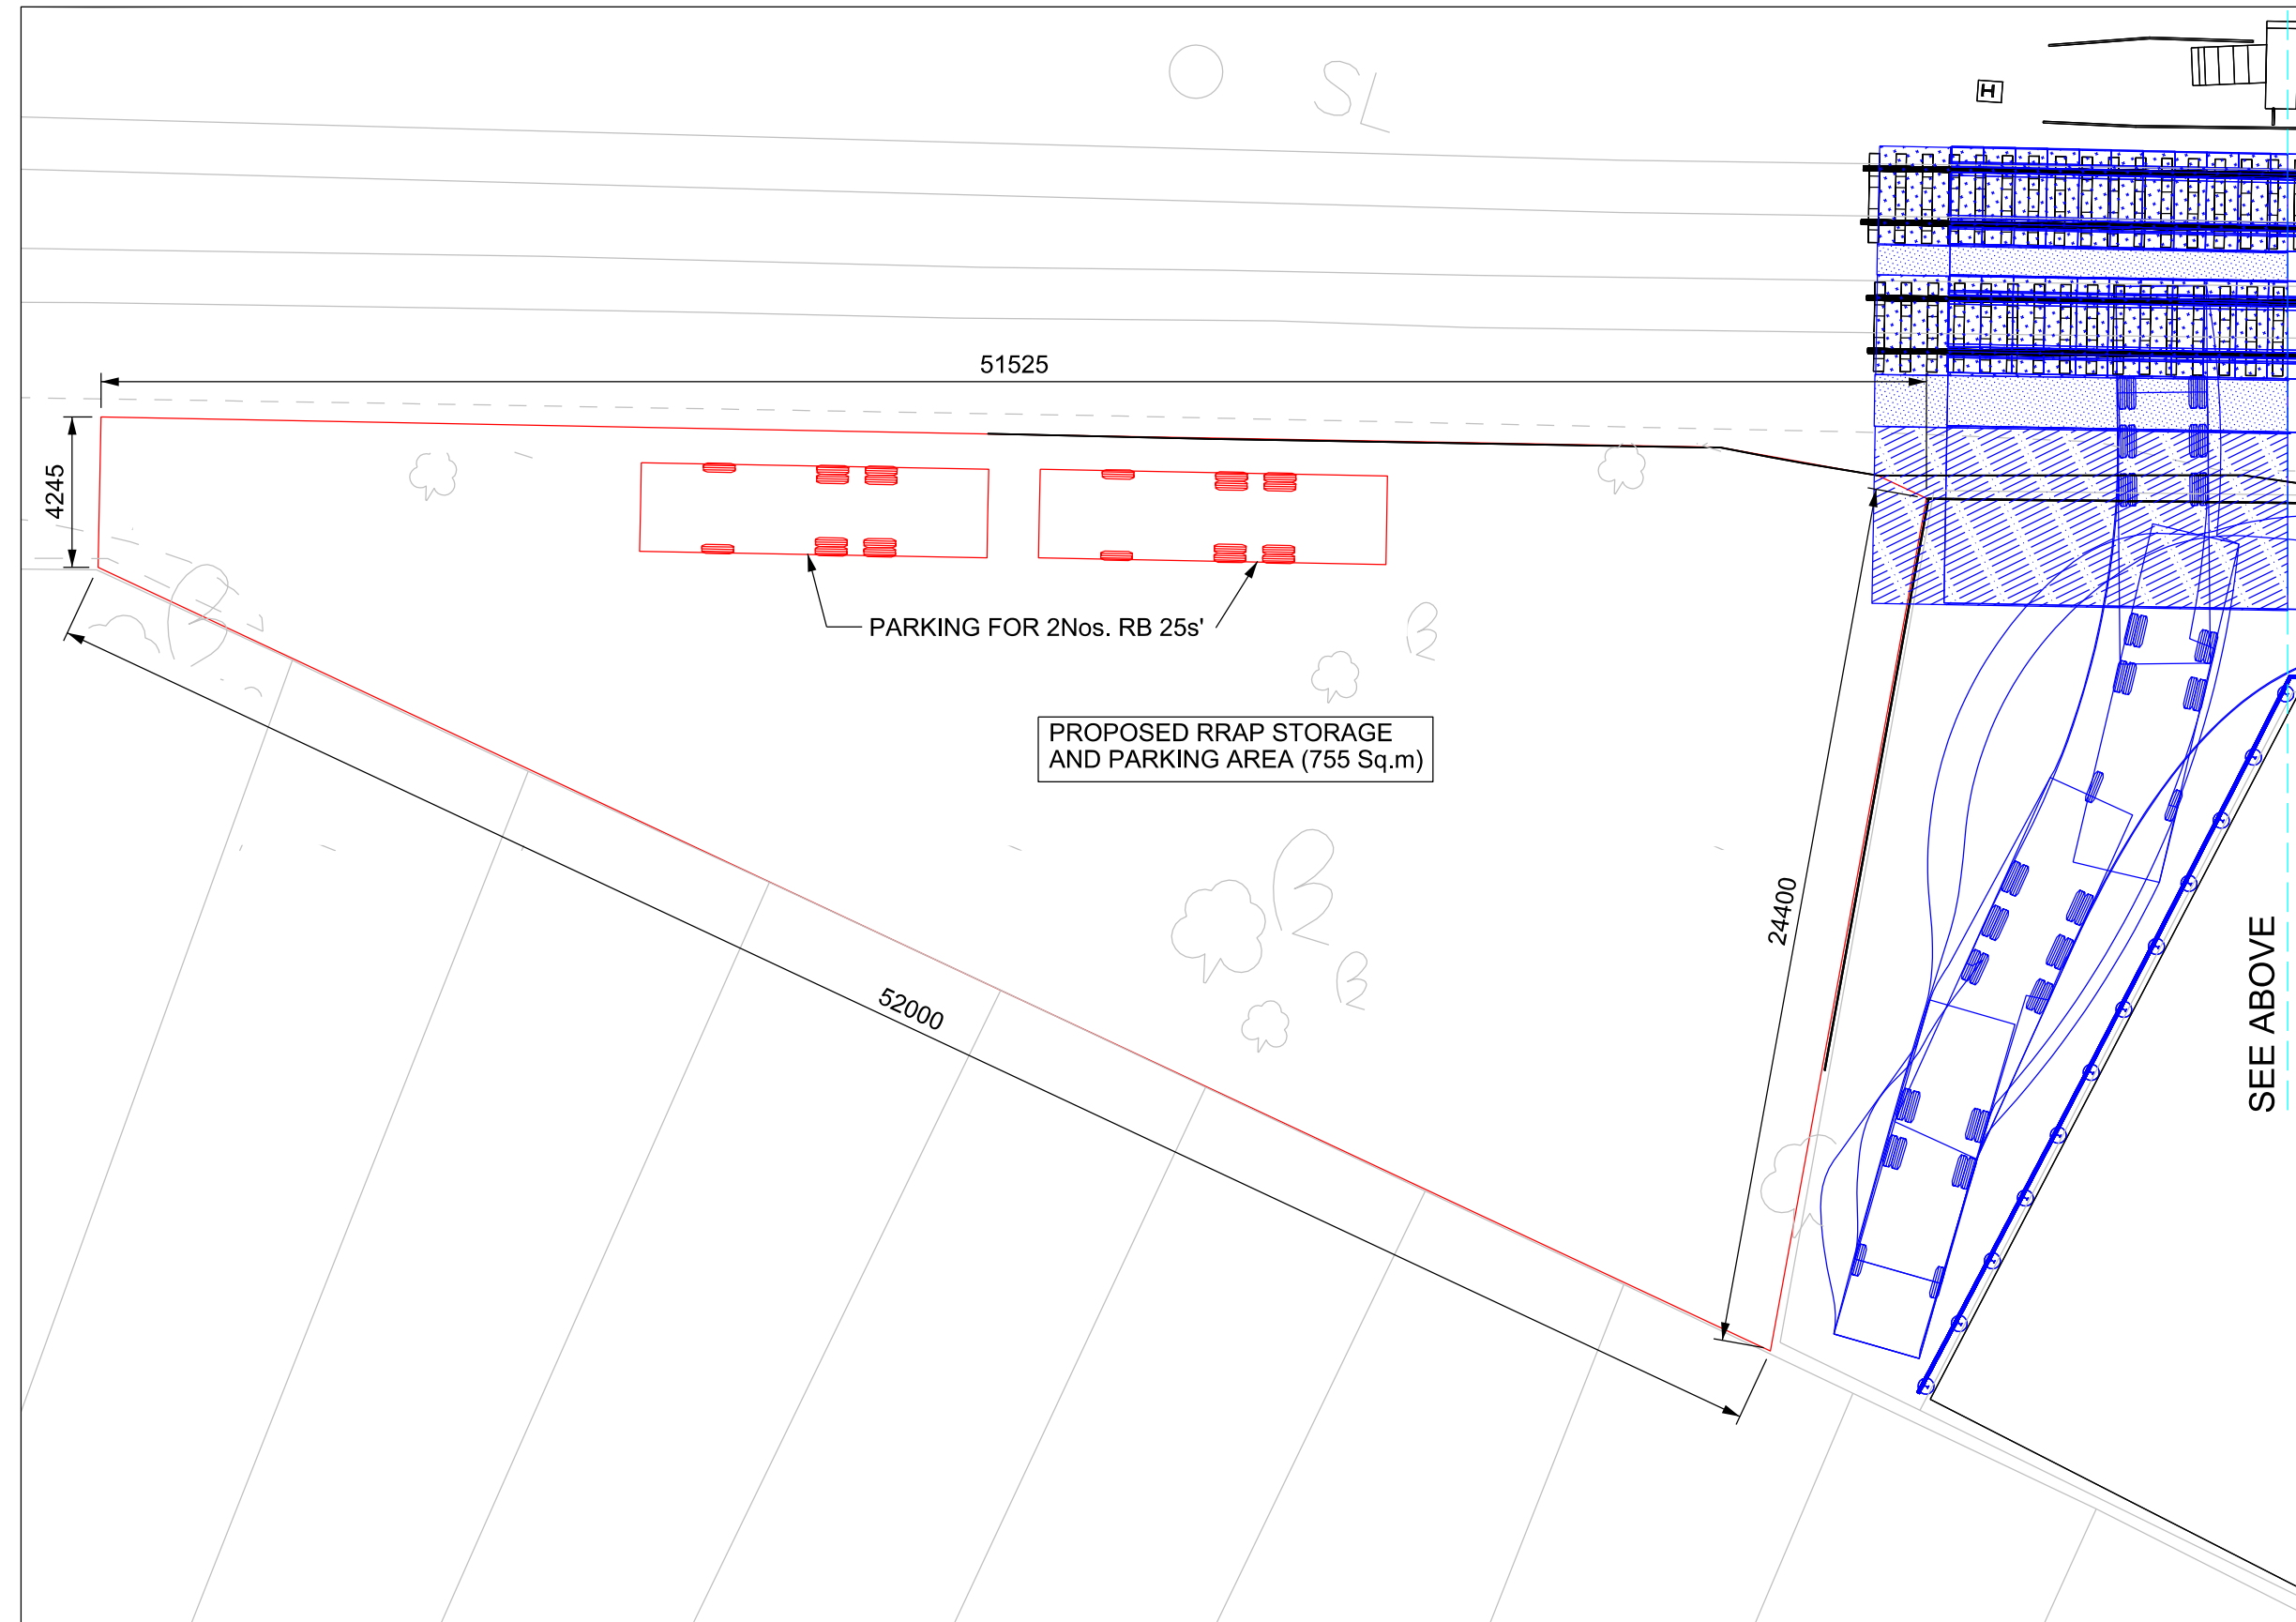 SL
H
51525
4245
PARKING FOR 2Nos. RB 25s'
PROPOSED RRAP STORAGE
AND PARKING AREA (755 Sq.m)
24400
SEE ABOVE
52000